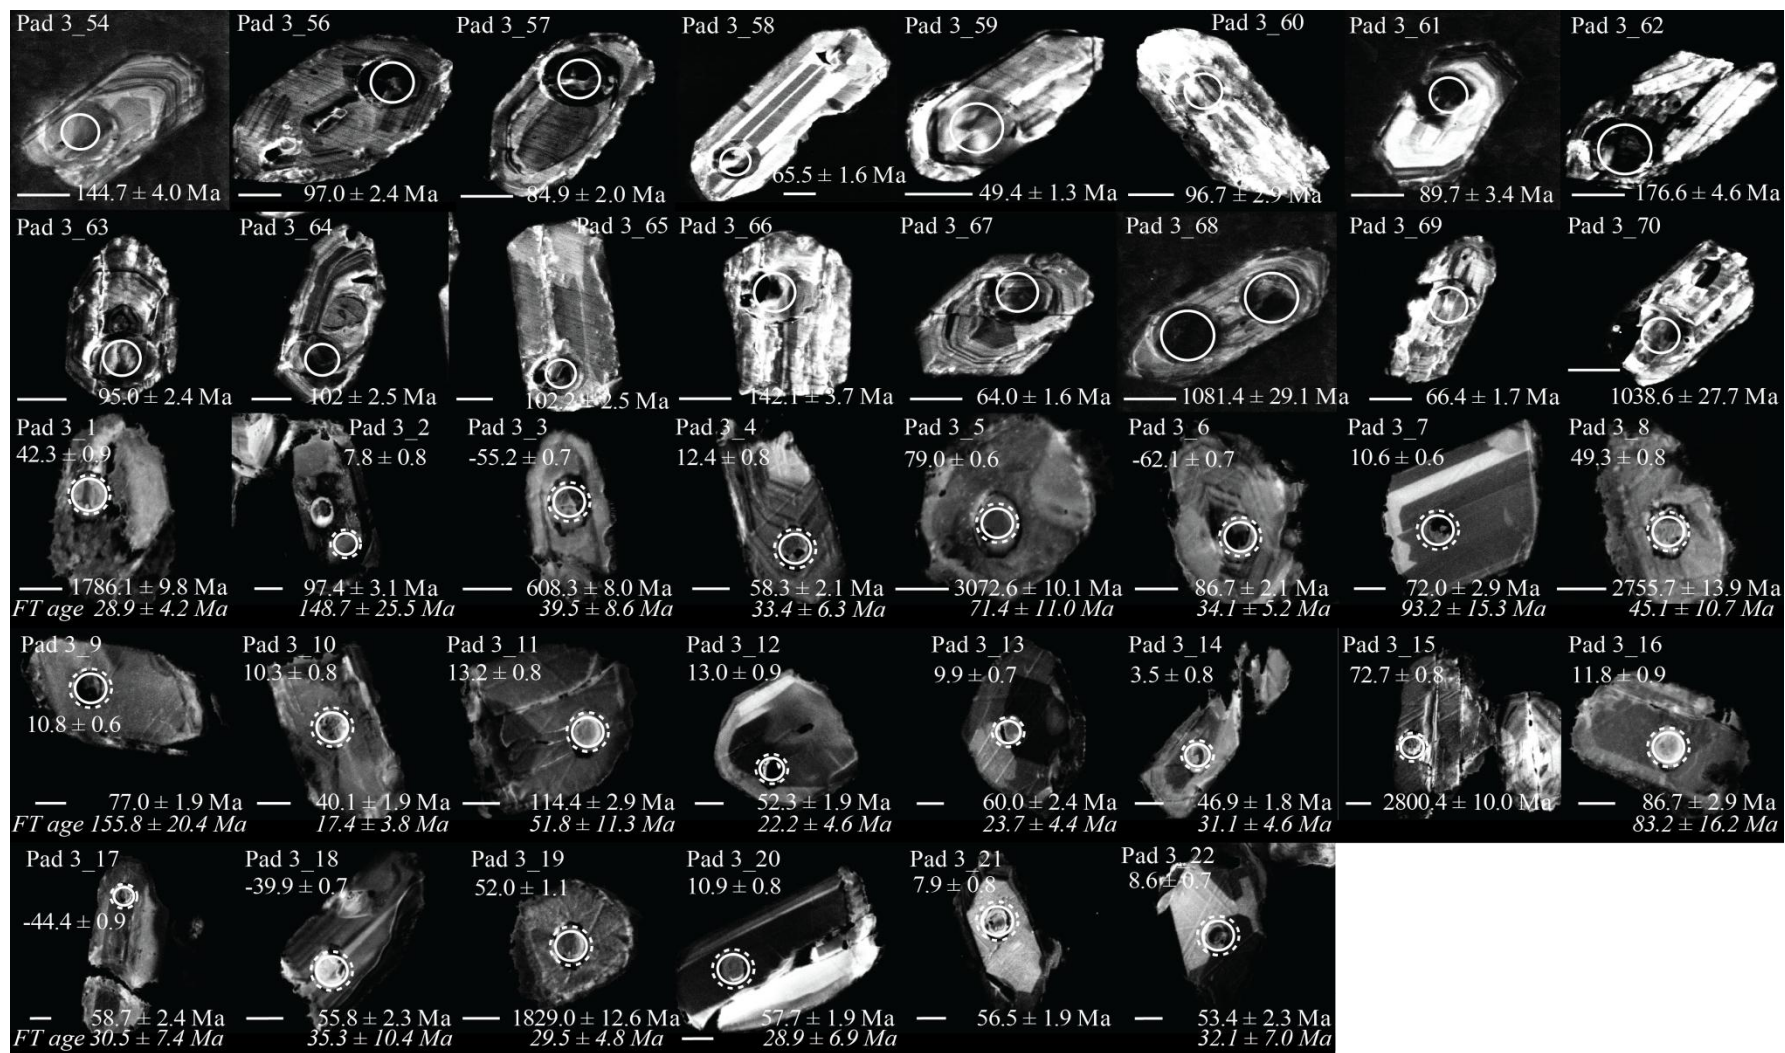 Pad 3_54 Pad 3_56 Pad 3_57 Pad 3_58 Pad 3_59 Pad 3_60 Pad 3_61 Pad 3_62
144.7 ± 4.0 Ma 97.0 ± 2.4 Ma 84.9 ± 2.0 Ma 65.5 ± 1.6 Ma 49.4 ± 1.3 Ma 96.7 ± 2.9 Ma 89.7 ± 3.4 Ma 176.6 ± 4.6 Ma
Pad 3_63 Pad 3_64 Pad 3_65 Pad 3_66 Pad 3_67 Pad 3_68 Pad 3_69 Pad 3_70
95.0 ± 2.4 Ma 102 ± 2.5 Ma 102.2 ± 2.5 Ma 142.1 ± 3.7 Ma 64.0 ± 1.6 Ma 1081.4 ± 29.1 Ma 66.4 ± 1.7 Ma 1038.6 ± 27.7 Ma
Pad 3_1 Pad 3_2 Pad 3_3 Pad 3_4 Pad 3_5 Pad 3_6 Pad 3_7 Pad 3_8
42.3 ± 0.9 7.8 ± 0.8 -55.2 ± 0.7 12.4 ± 0.8 79.0 ± 0.6 -62.1 ± 0.7 10.6 ± 0.6 49.3 ± 0.8
1786.1 ± 9.8 Ma 97.4 ± 3.1 Ma 608.3 ± 8.0 Ma 58.3 ± 2.1 Ma 3072.6 ± 10.1 Ma 86.7 ± 2.1 Ma 72.0 ± 2.9 Ma 2755.7 ± 13.9 Ma
FT age 28.9 ± 4.2 Ma 148.7 ± 25.5 Ma 39.5 ± 8.6 Ma 33.4 ± 6.3 Ma 71.4 ± 11.0 Ma 34.1 ± 5.2 Ma 93.2 ± 15.3 Ma 45.1 ± 10.7 Ma
Pad 3_9 Pad 3_10 Pad 3_11 Pad 3_12 Pad 3_13 Pad 3_14 Pad 3_15 Pad 3_16
10.8 ± 0.6 10.3 ± 0.8 13.2 ± 0.8 13.0 ± 0.9 9.9 ± 0.7 3.5 ± 0.8 72.7 ± 0.8 11.8 ± 0.9
77.0 ± 1.9 Ma 40.1 ± 1.9 Ma 114.4 ± 2.9 Ma 52.3 ± 1.9 Ma 60.0 ± 2.4 Ma 46.9 ± 1.8 Ma 2800.4 ± 10.0 Ma 86.7 ± 2.9 Ma
FT age 155.8 ± 20.4 Ma 17.4 ± 3.8 Ma 51.8 ± 11.3 Ma 22.2 ± 4.6 Ma 23.7 ± 4.4 Ma 31.1 ± 4.6 Ma 83.2 ± 16.2 Ma
Pad 3_17 Pad 3_18 Pad 3_19 Pad 3_20 Pad 3_21 Pad 3_22
-44.4 ± 0.9 -39.9 ± 0.7 52.0 ± 1.1 10.9 ± 0.8 7.9 ± 0.8 8.6 ± 0.7
58.7 ± 2.4 Ma 55.8 ± 2.3 Ma 1829.0 ± 12.6 Ma 57.7 ± 1.9 Ma 56.5 ± 1.9 Ma 53.4 ± 2.3 Ma
FT age 30.5 ± 7.4 Ma 35.3 ± 10.4 Ma 29.5 ± 4.8 Ma 28.9 ± 6.9 Ma 32.1 ± 7.0 Ma